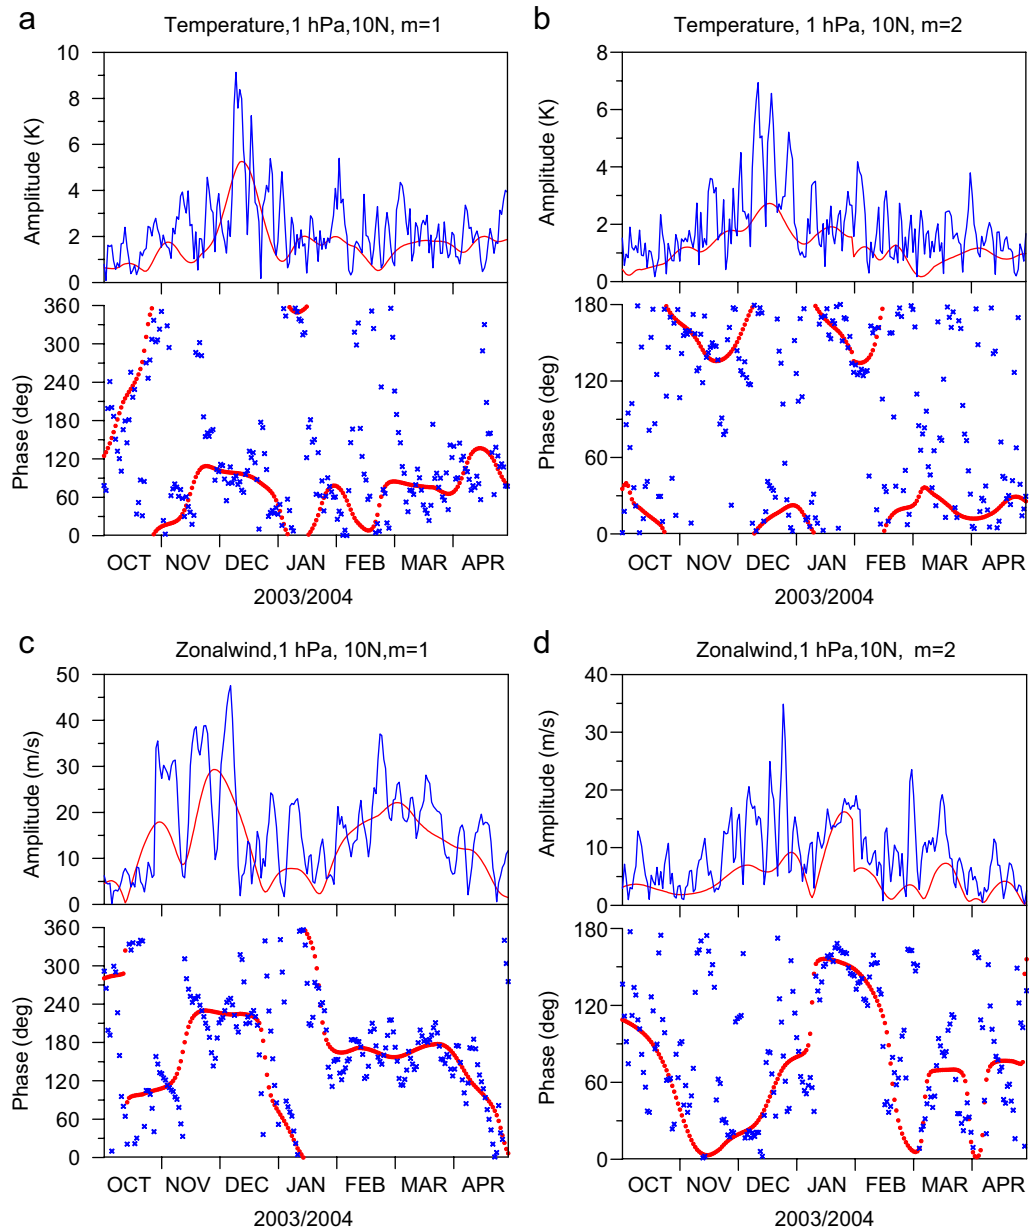 a
Temperature,1 hPa,10N, m=1
10
8
6
4
2
0
Amplitude (K)
360
300
240
180
120
60
0
Phase (deg)
OCT NOV DEC JAN FEB MAR APR
2003/2004
b
Temperature, 1 hPa, 10N, m=2
8
6
4
2
0
Amplitude (K)
180
120
60
0
Phase (deg)
OCT NOV DEC JAN FEB MAR APR
2003/2004
c
Zonalwind,1 hPa, 10N,m=1
50
40
30
20
10
0
Amplitude (m/s)
360
300
240
180
120
60
0
Phase (deg)
OCT NOV DEC JAN FEB MAR APR
2003/2004
d
Zonalwind,1 hPa,10N, m=2
40
30
20
10
0
Amplitude (m/s)
180
120
60
0
Phase (deg)
OCT NOV DEC JAN FEB MAR APR
2003/2004